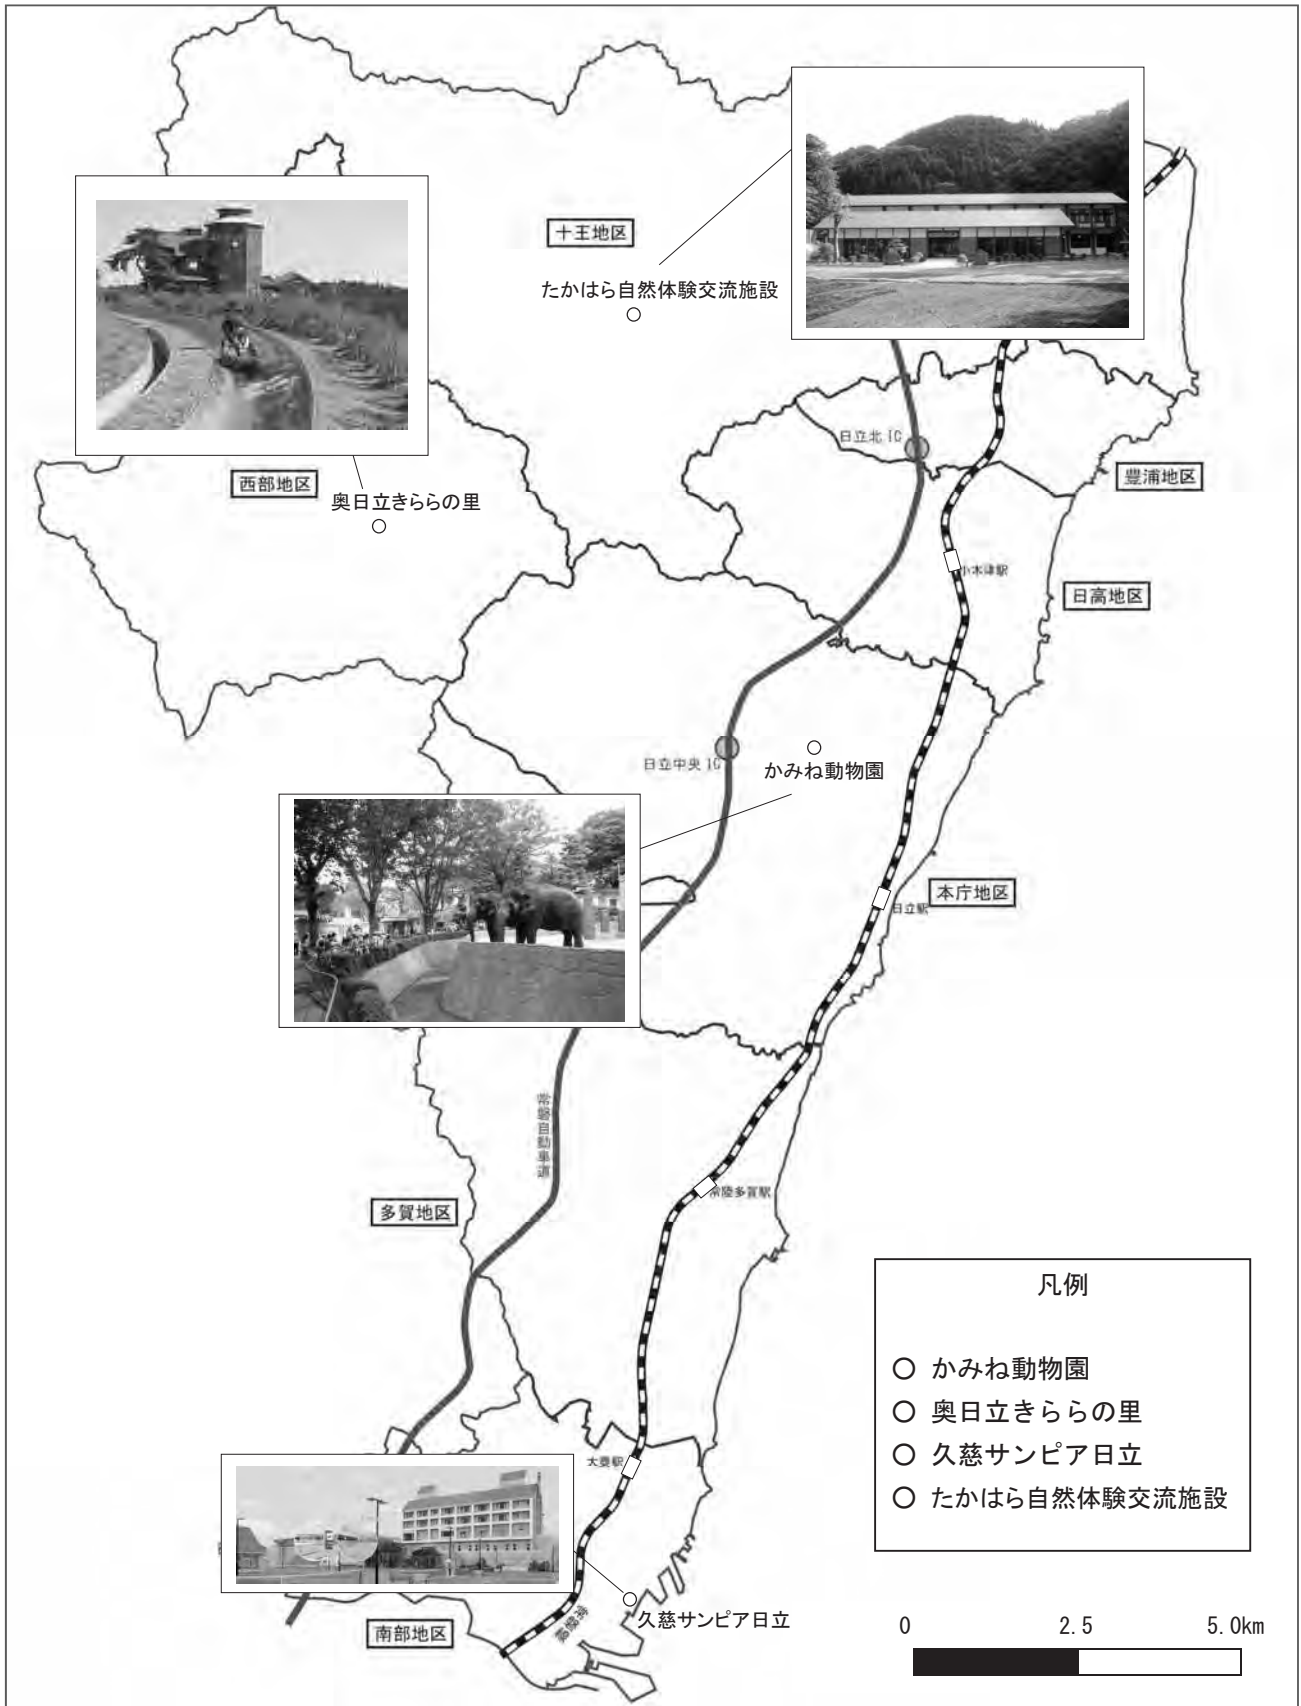 十王地区
たかはら自然体験交流施設
日立北IC
西部地区
奥日立きららの里
豊浦地区
小木津駅
日高地区
日立中央IC
かみね動物園
本庁地区
日立駅
常磐自動車道
常陸多賀駅
多賀地区
凡例
○ かみね動物園
○ 奥日立きららの里
○ 久慈サンピア日立
○ たかはら自然体験交流施設
大甕駅
久慈サンピア日立
常磐線
南部地区
0 2.5 5.0km